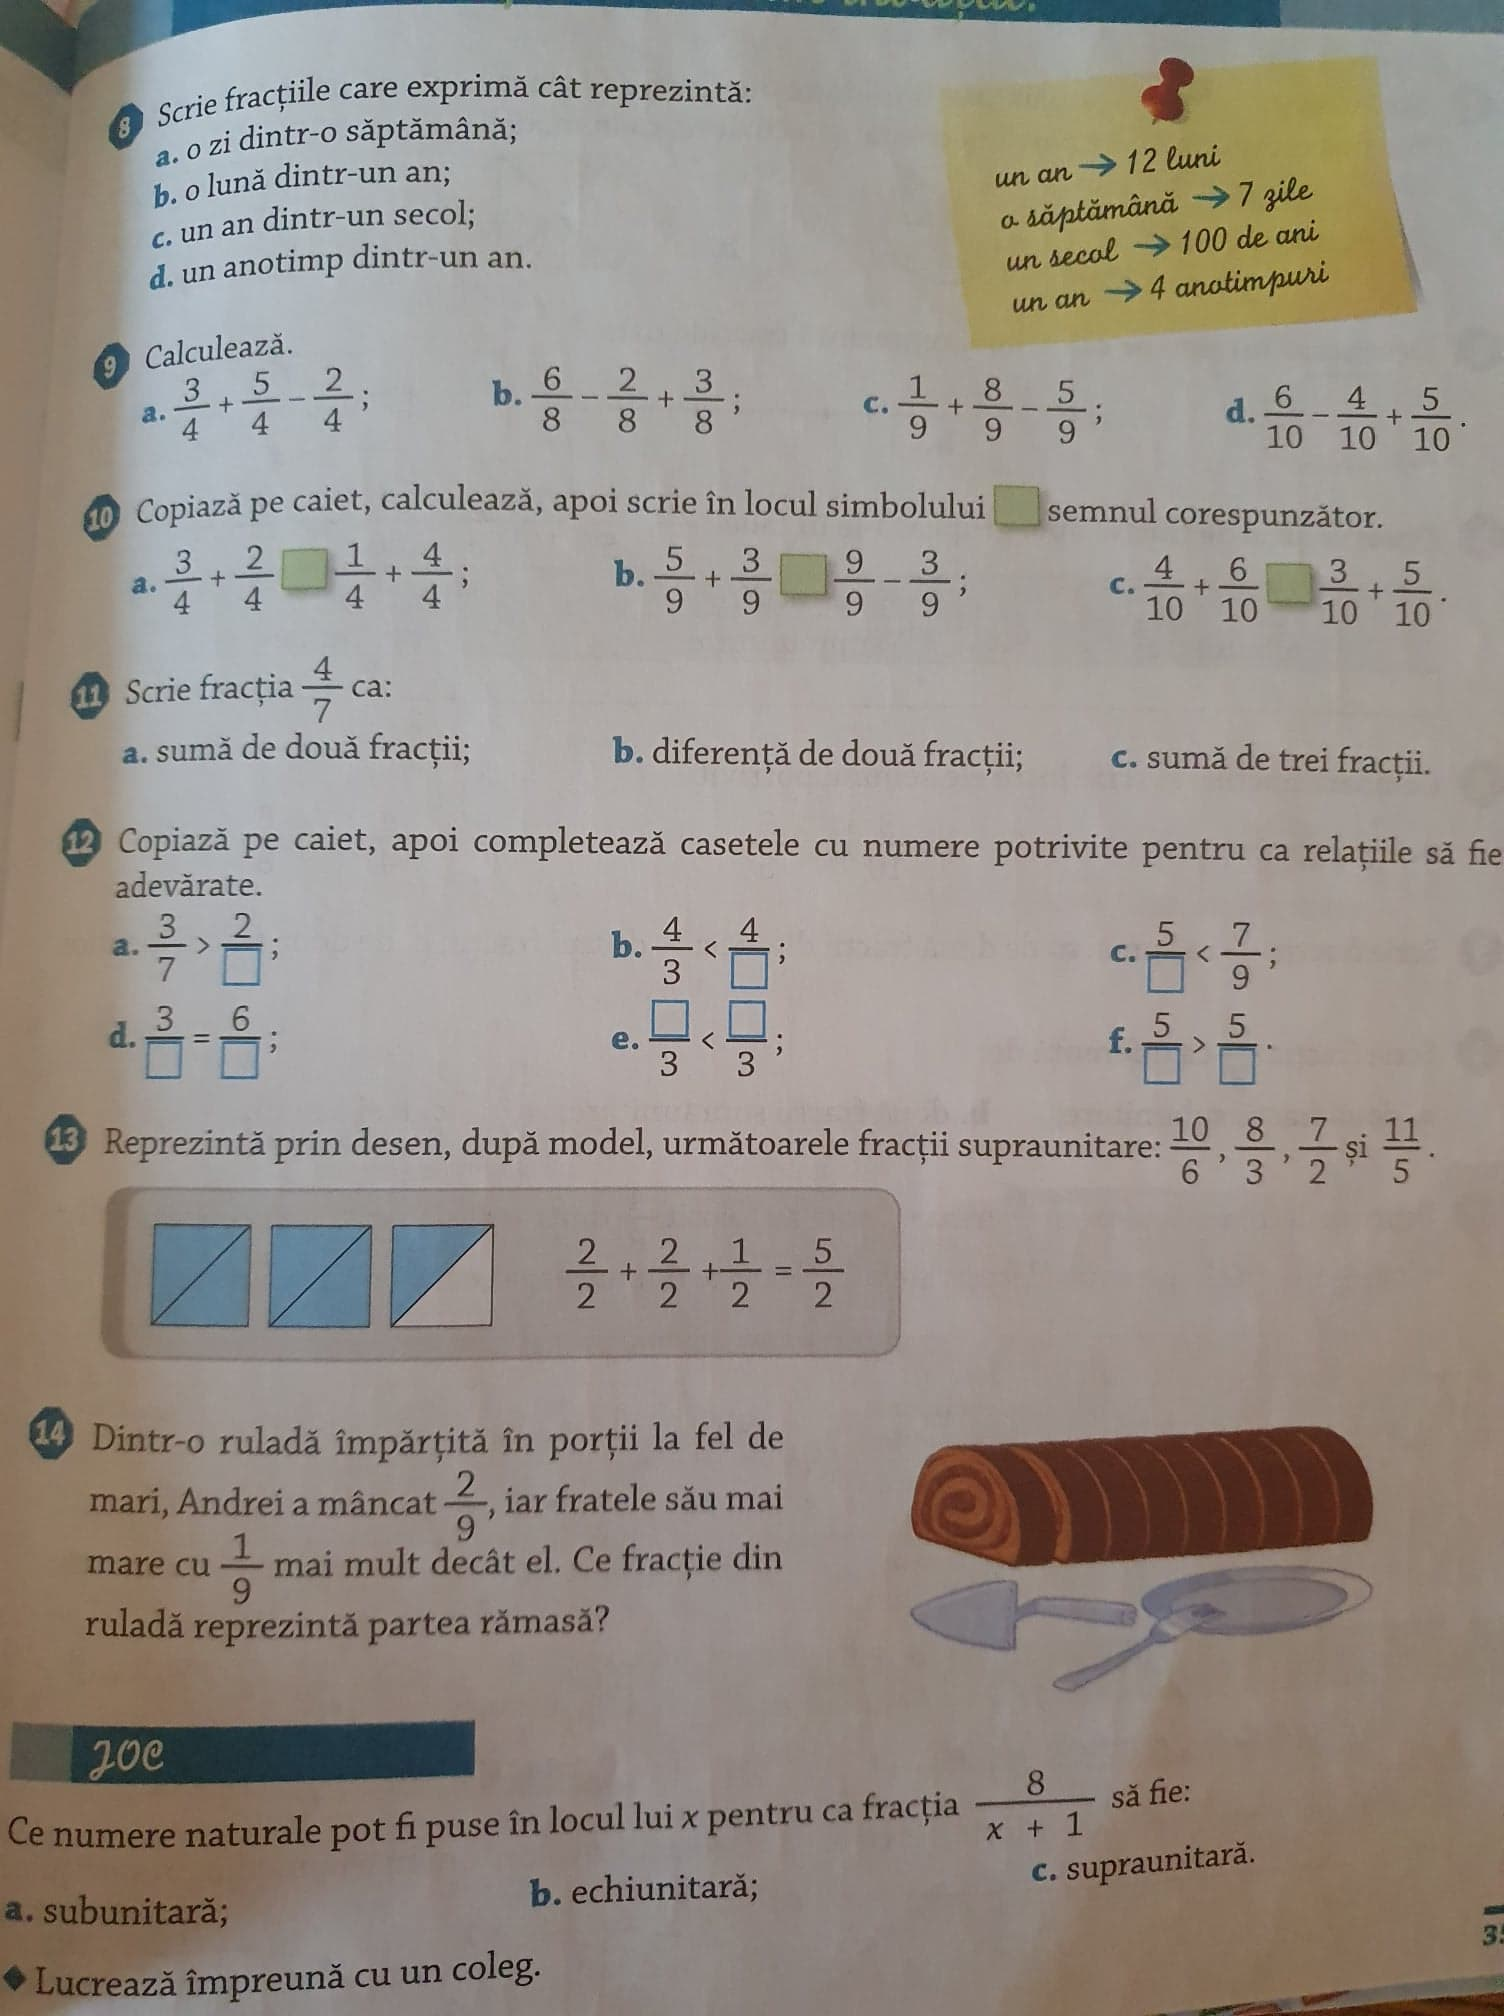 8 Scrie fracțiile care exprimă cât reprezintă:
a. o zi dintr-o săptămână;
b. o lună dintr-un an;
c. un an dintr-un secol;
d. un anotimp dintr-un an.
un an → 12 luni
o săptămână → 7 zile
un secol → 100 de ani
un an → 4 anotimpuri
9 Calculează.
a. 3/4 + 5/4 - 2/4 ; b. 6/8 - 2/8 + 3/8 ; c. 1/9 + 8/9 - 5/9 ; d. 6/10 - 4/10 + 5/10 .
10 Copiază pe caiet, calculează, apoi scrie în locul simbolului □ semnul corespunzător.
a. 3/4 + 2/4 □ 1/4 + 4/4 ; b. 5/9 + 3/9 □ 9/9 - 3/9 ; c. 4/10 + 6/10 □ 3/10 + 5/10 .
11 Scrie fracția 4/7 ca:
a. sumă de două fracții; b. diferență de două fracții; c. sumă de trei fracții.
12 Copiază pe caiet, apoi completează casetele cu numere potrivite pentru ca relațiile să fie
adevărate.
a. 3/7 > 2/□ ; b. 4/3 < 4/□ ; c. 5/□ < 7/9 ;
d. 3/□ = 6/□ ; e. □/3 < □/3 ; f. 5/□ > 5/□ .
13 Reprezintă prin desen, după model, următoarele fracții supraunitare: 10/6 , 8/3 , 7/2 și 11/5 .
2/2 + 2/2 + 1/2 = 5/2
14 Dintr-o ruladă împărțită în porții la fel de
mari, Andrei a mâncat 2/9 , iar fratele său mai
mare cu 1/9 mai mult decât el. Ce fracție din
ruladă reprezintă partea rămasă?
JOC
Ce numere naturale pot fi puse în locul lui x pentru ca fracția 8/(x + 1) să fie:
a. subunitară; b. echiunitară; c. supraunitară.
◆ Lucrează împreună cu un coleg.